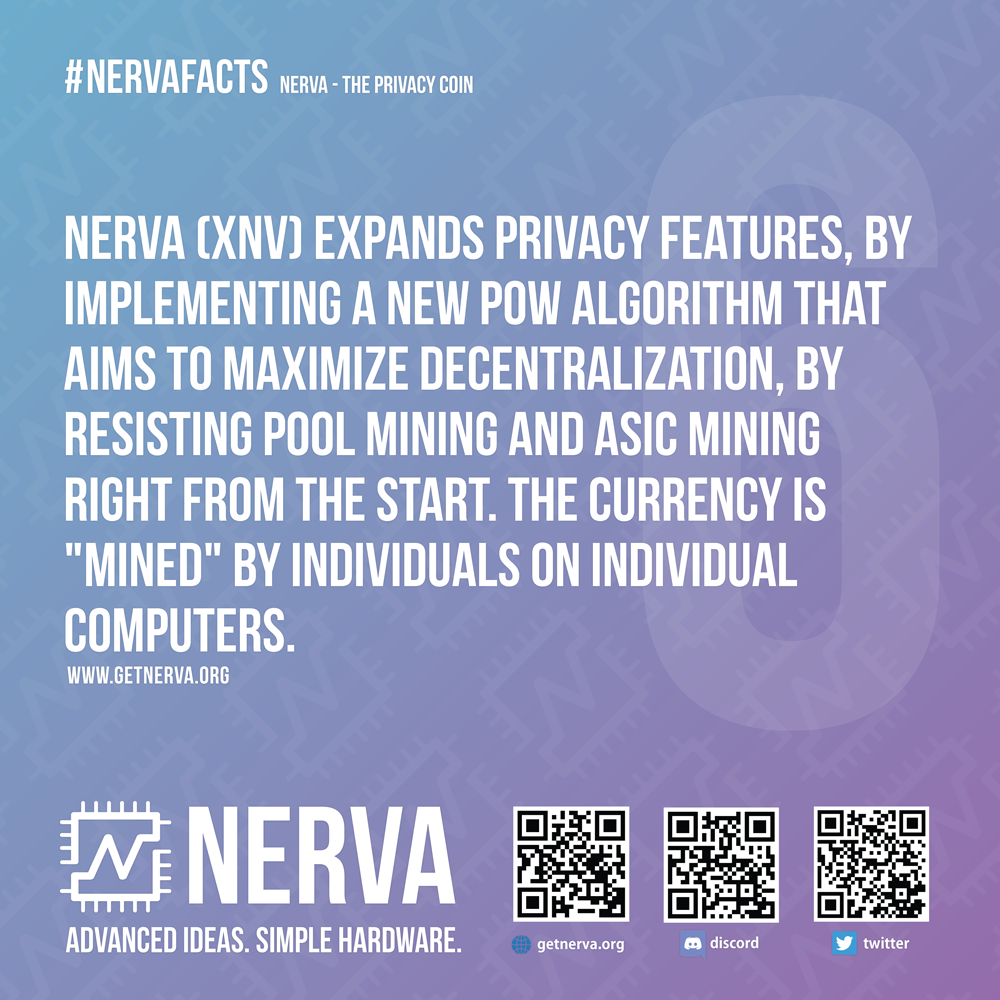 #NERVAFACTS NERVA - THE PRIVACY COIN
6
NERVA (XNV) EXPANDS PRIVACY FEATURES, BY
IMPLEMENTING A NEW POW ALGORITHM THAT
AIMS TO MAXIMIZE DECENTRALIZATION, BY
RESISTING POOL MINING AND ASIC MINING
RIGHT FROM THE START. THE CURRENCY IS
"MINED" BY INDIVIDUALS ON INDIVIDUAL
COMPUTERS.
WWW.GETNERVA.ORG
NERVA
ADVANCED IDEAS. SIMPLE HARDWARE.
getnerva.org
discord
twitter